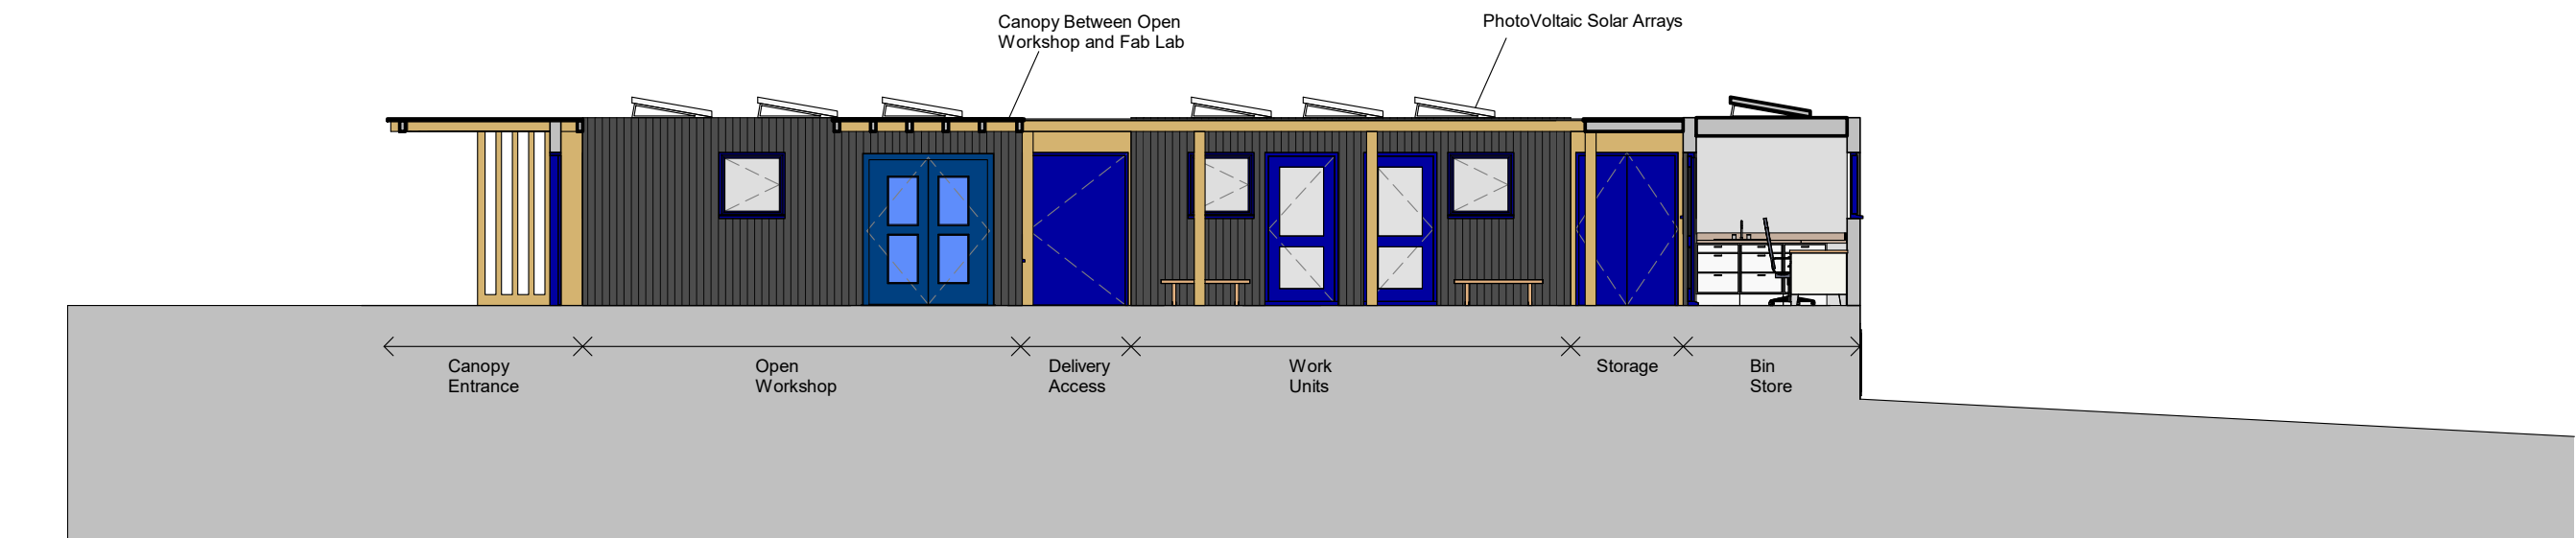 Canopy Between Open
Workshop and Fab Lab
PhotoVoltaic Solar Arrays
Canopy
Entrance
Open
Workshop
Delivery
Access
Work
Units
Storage
Bin
Store